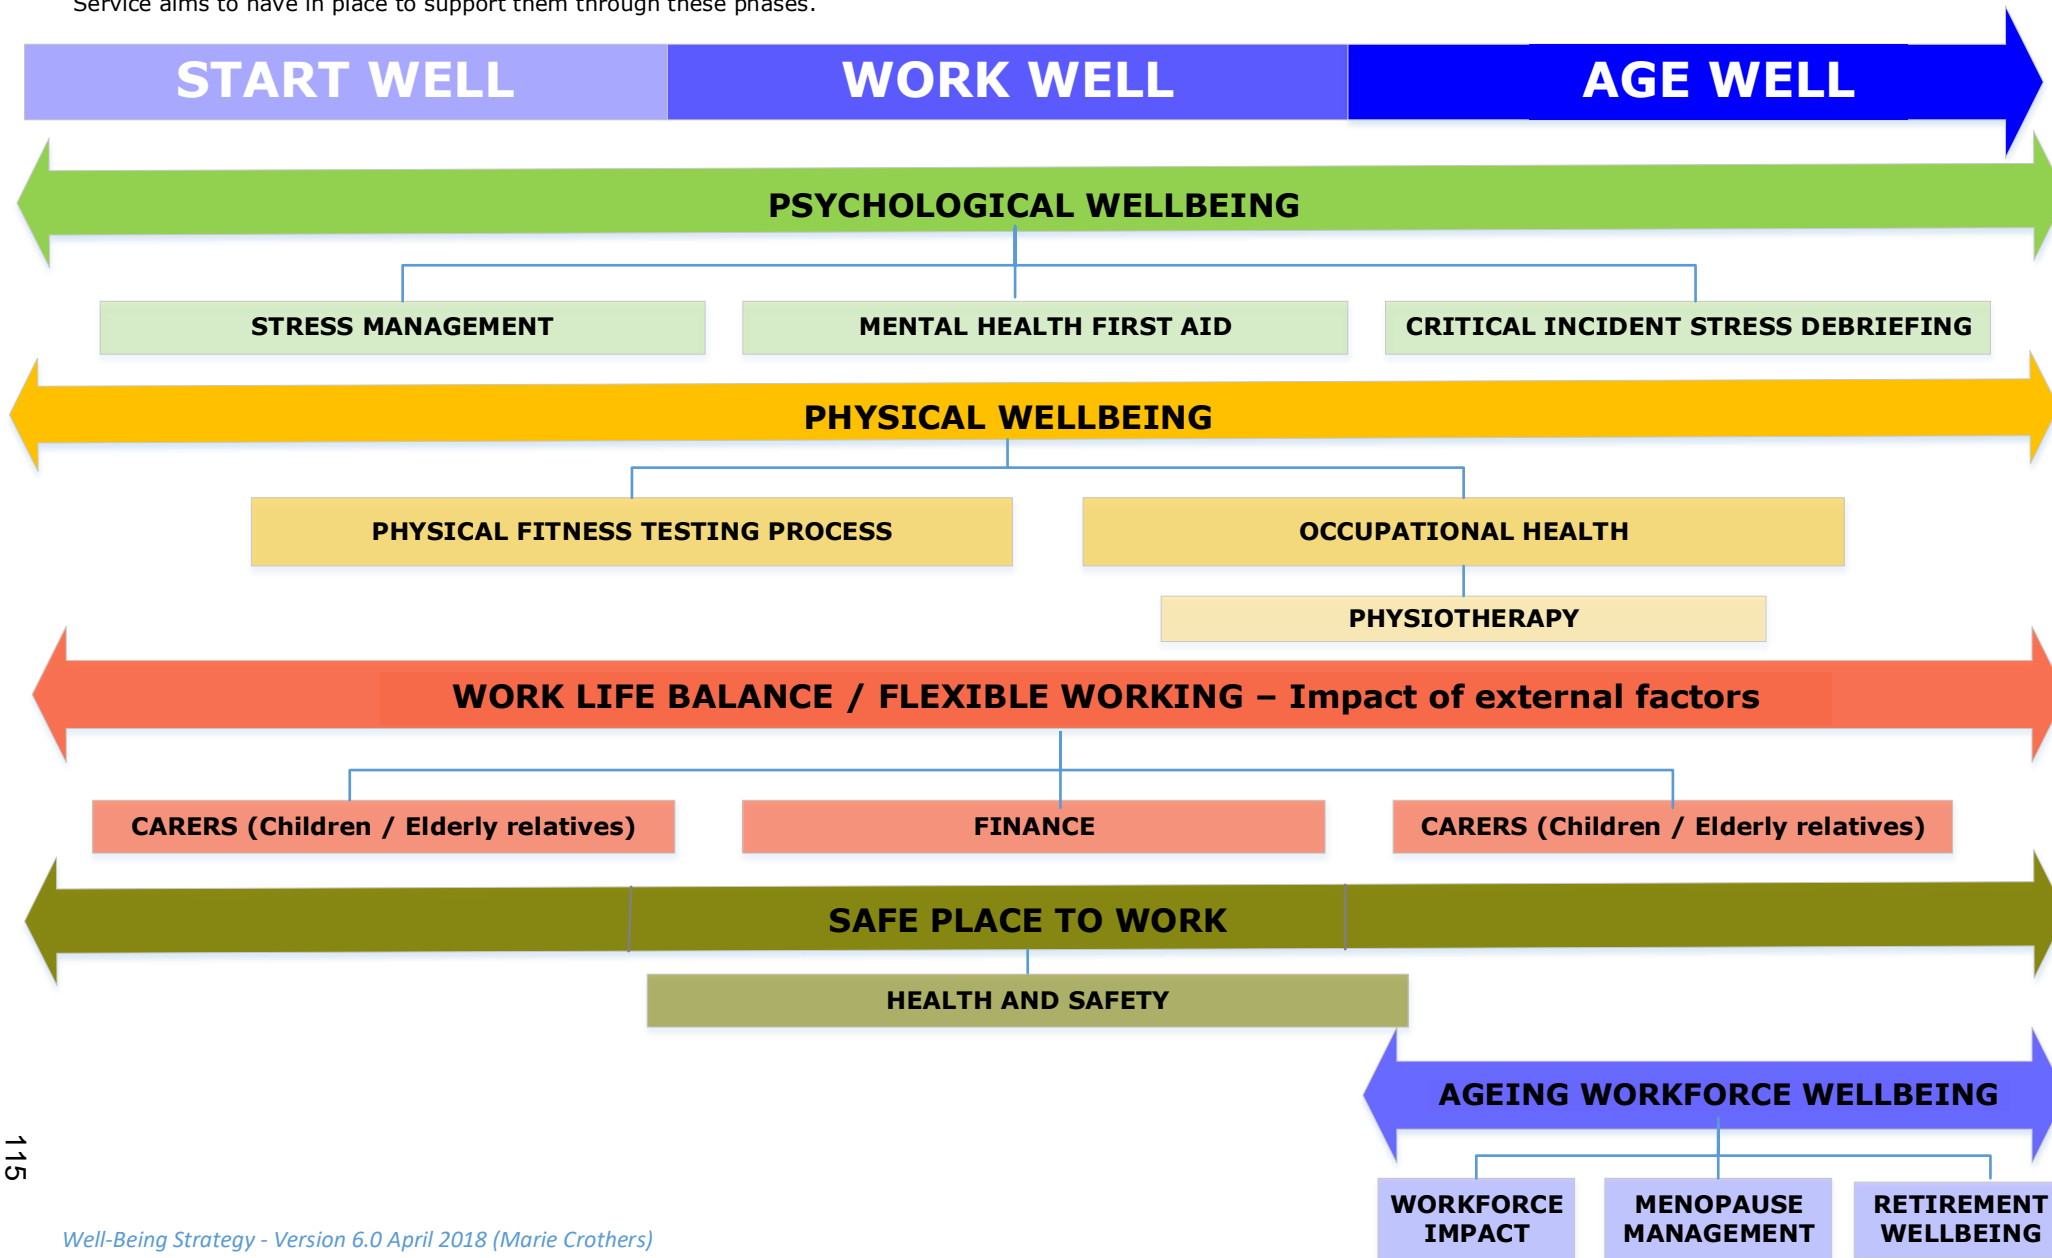 Service aims to have in place to support them through these phases.
START WELL
WORK WELL
AGE WELL
PSYCHOLOGICAL WELLBEING
STRESS MANAGEMENT
MENTAL HEALTH FIRST AID
CRITICAL INCIDENT STRESS DEBRIEFING
PHYSICAL WELLBEING
PHYSICAL FITNESS TESTING PROCESS
OCCUPATIONAL HEALTH
PHYSIOTHERAPY
WORK LIFE BALANCE / FLEXIBLE WORKING – Impact of external factors
CARERS (Children / Elderly relatives)
FINANCE
CARERS (Children / Elderly relatives)
SAFE PLACE TO WORK
HEALTH AND SAFETY
AGEING WORKFORCE WELLBEING
WORKFORCE
IMPACT
MENOPAUSE
MANAGEMENT
RETIREMENT
WELLBEING
115
Well-Being Strategy - Version 6.0 April 2018 (Marie Crothers)